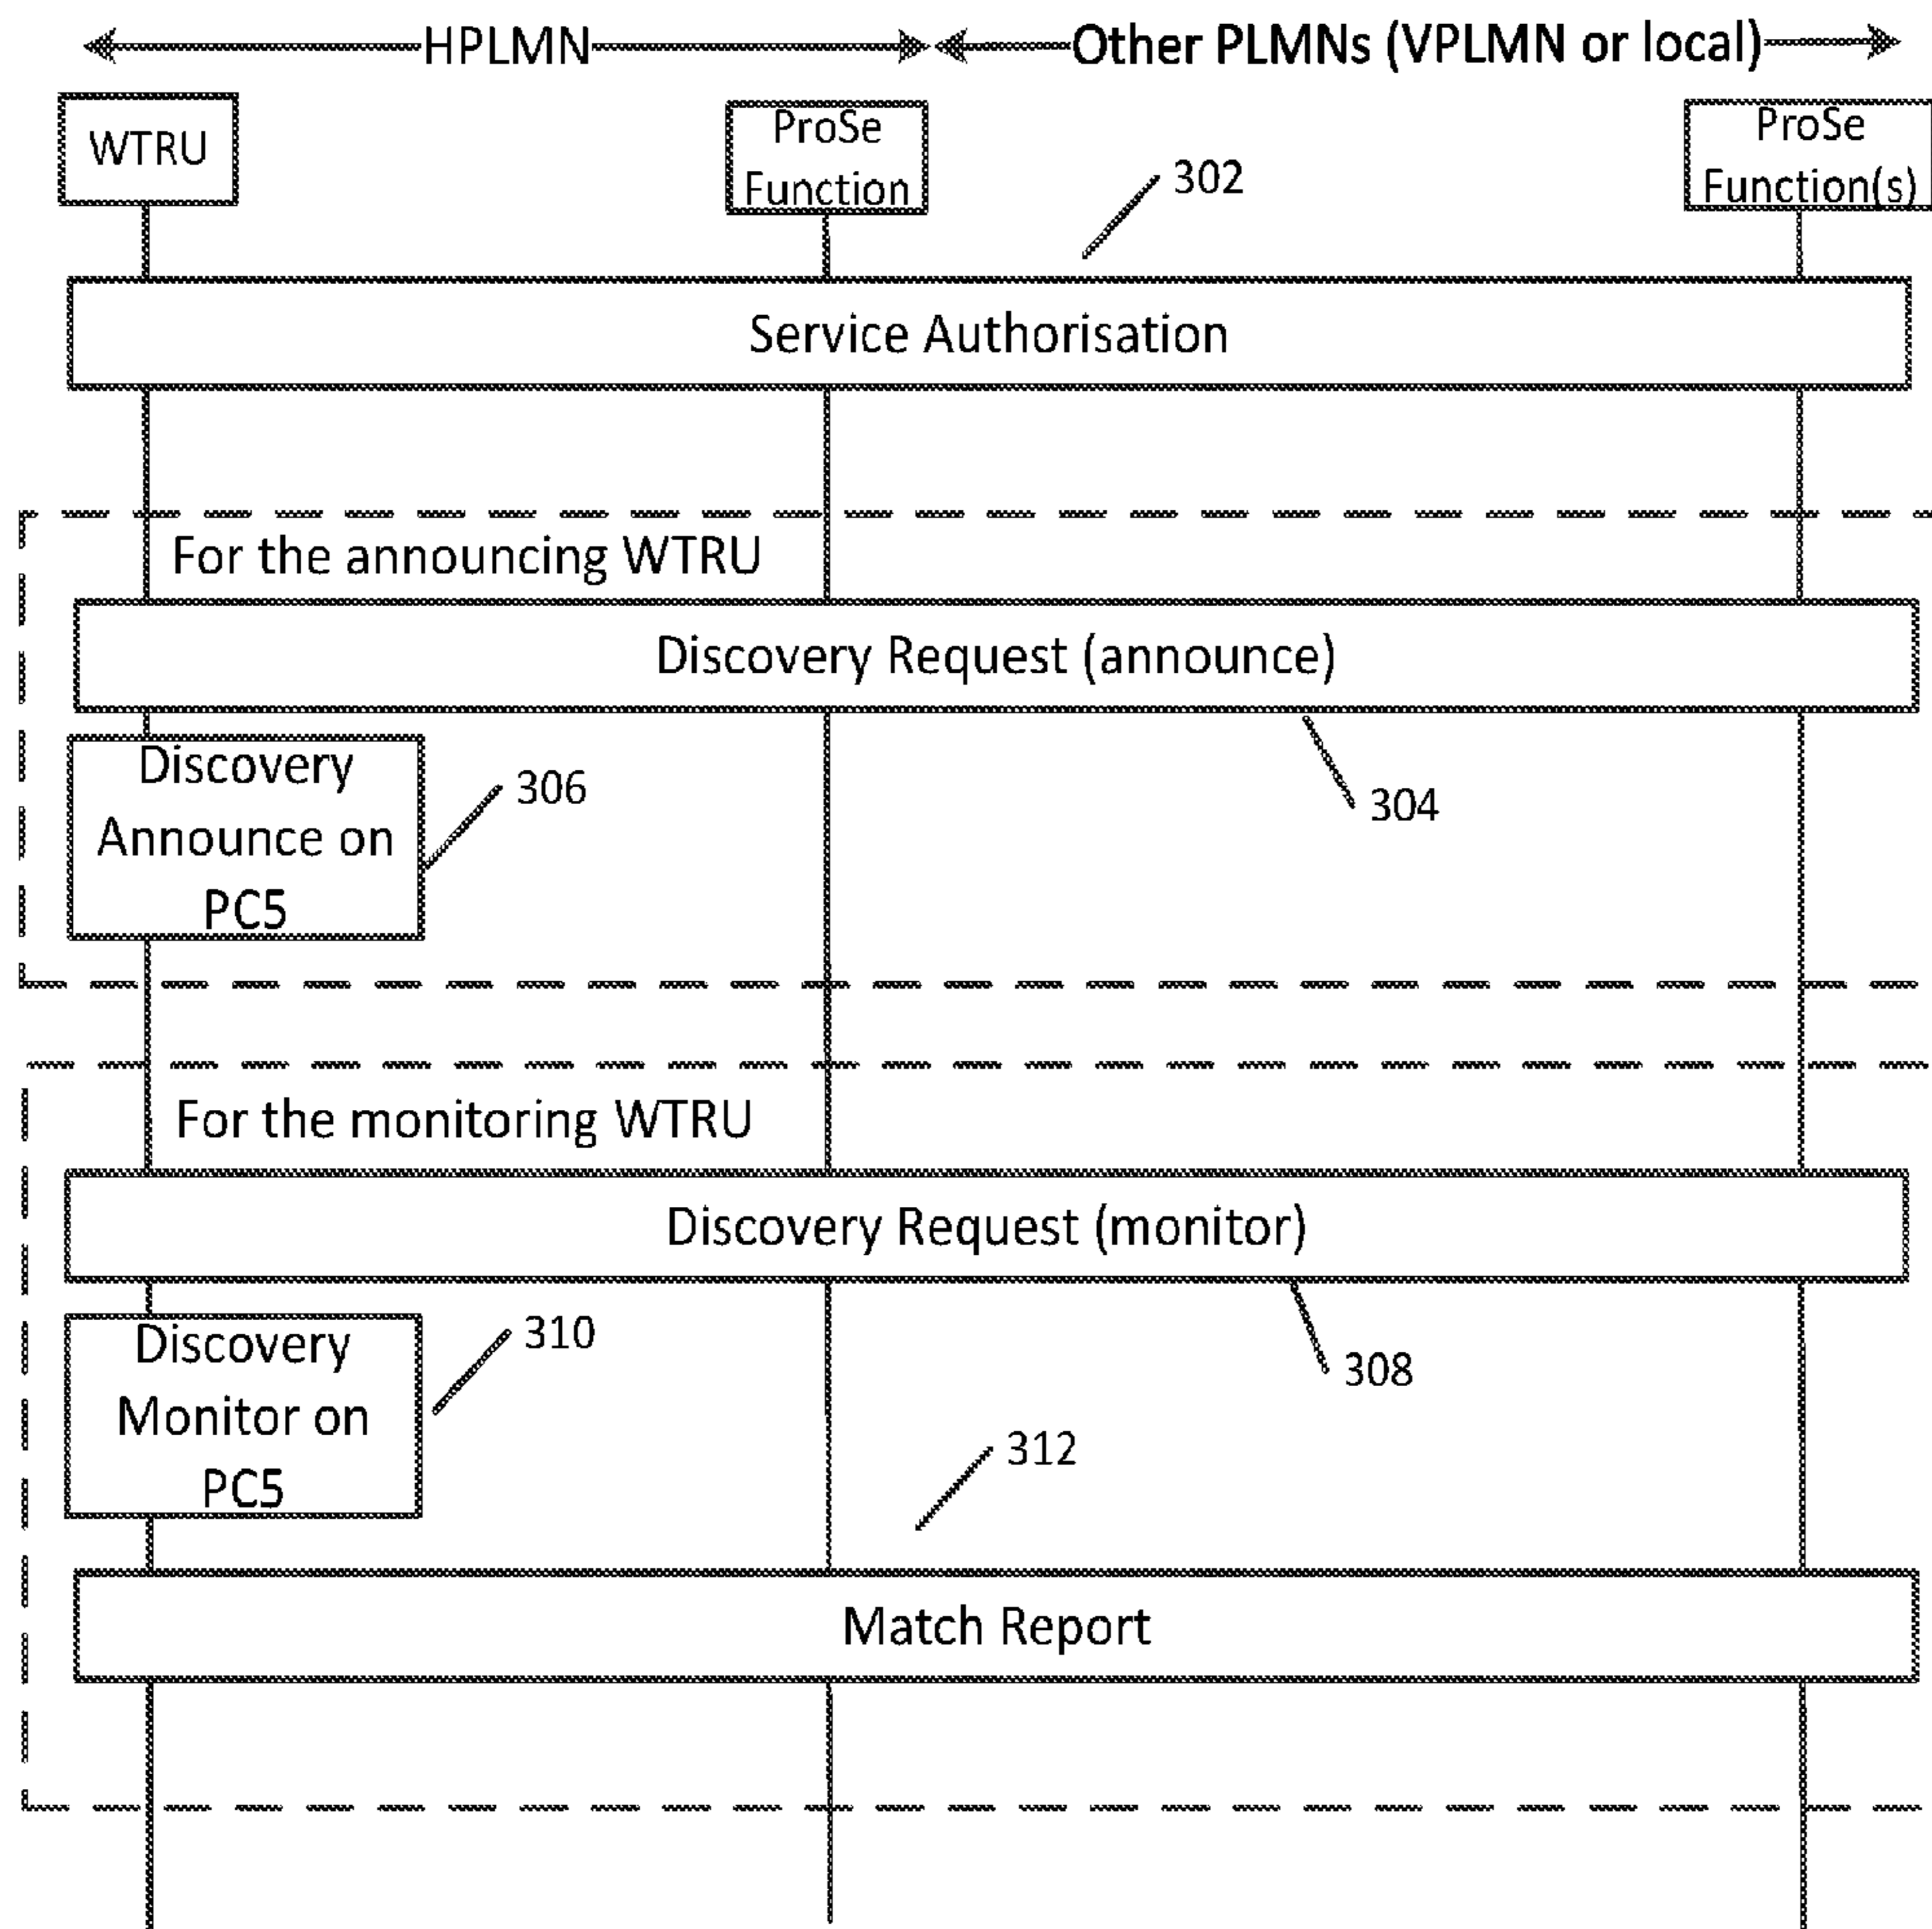 HPLMN
Other PLMNs (VPLMN or local)
WTRU
ProSe
Function
ProSe
Function(s)
302
Service Authorisation
For the announcing WTRU
Discovery Request (announce)
304
Discovery
Announce on
PC5
306
For the monitoring WTRU
Discovery Request (monitor)
308
Discovery
Monitor on
PC5
310
312
Match Report